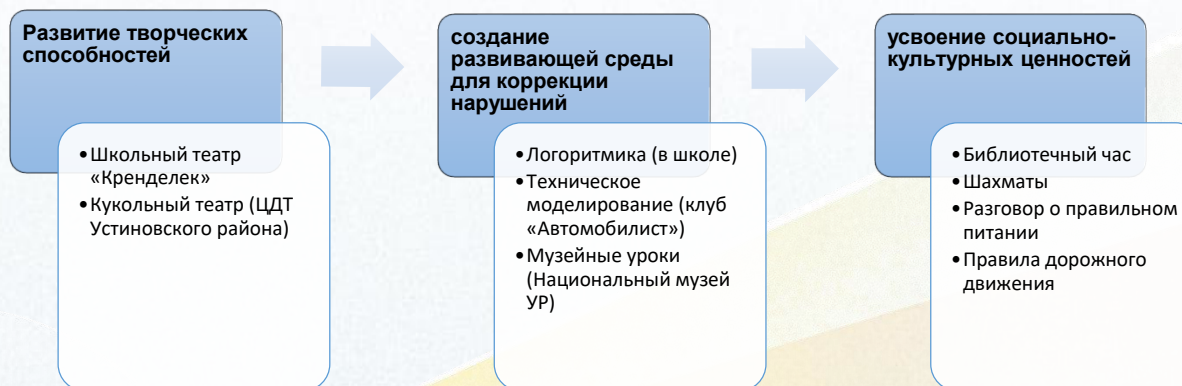 Развитие творческих
способностей
• Школьный театр
«Кренделек»
• Кукольный театр (ЦДТ
Устиновского района)
создание
развивающей среды
для коррекции
нарушений
• Логоритмика (в школе)
• Техническое
моделирование (клуб
«Автомобилист»)
• Музейные уроки
(Национальный музей
УР)
усвоение социально-
культурных ценностей
• Библиотечный час
• Шахматы
• Разговор о правильном
питании
• Правила дорожного
движения